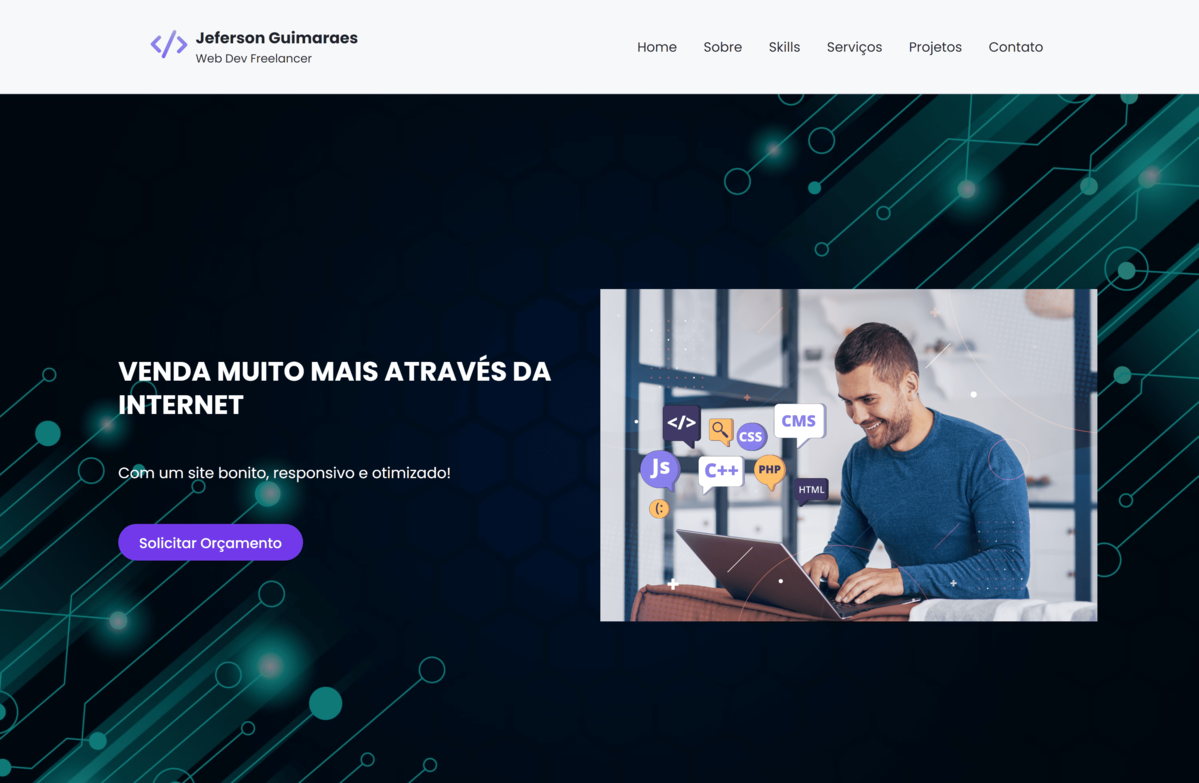 </>
Jeferson Guimaraes
Web Dev Freelancer
Home Sobre Skills Serviços Projetos Contato
VENDA MUITO MAIS ATRAVÉS DA
INTERNET
Com um site bonito, responsivo e otimizado!
Solicitar Orçamento
</>
CSS
CMS
Js
C++
PHP
HTML
(: